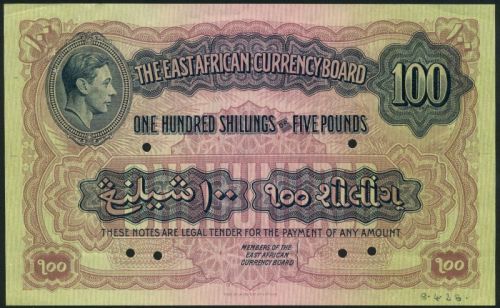 THE EAST AFRICAN CURRENCY BOARD
100
ONE HUNDRED SHILLINGS OR FIVE POUNDS
١٠٠ شيلينج
૧૦૦ શીલીંગ
THESE NOTES ARE LEGAL TENDER FOR THE PAYMENT OF ANY AMOUNT
MEMBERS OF THE
EAST AFRICAN
CURRENCY BOARD
૧૦૦
૧૦૦